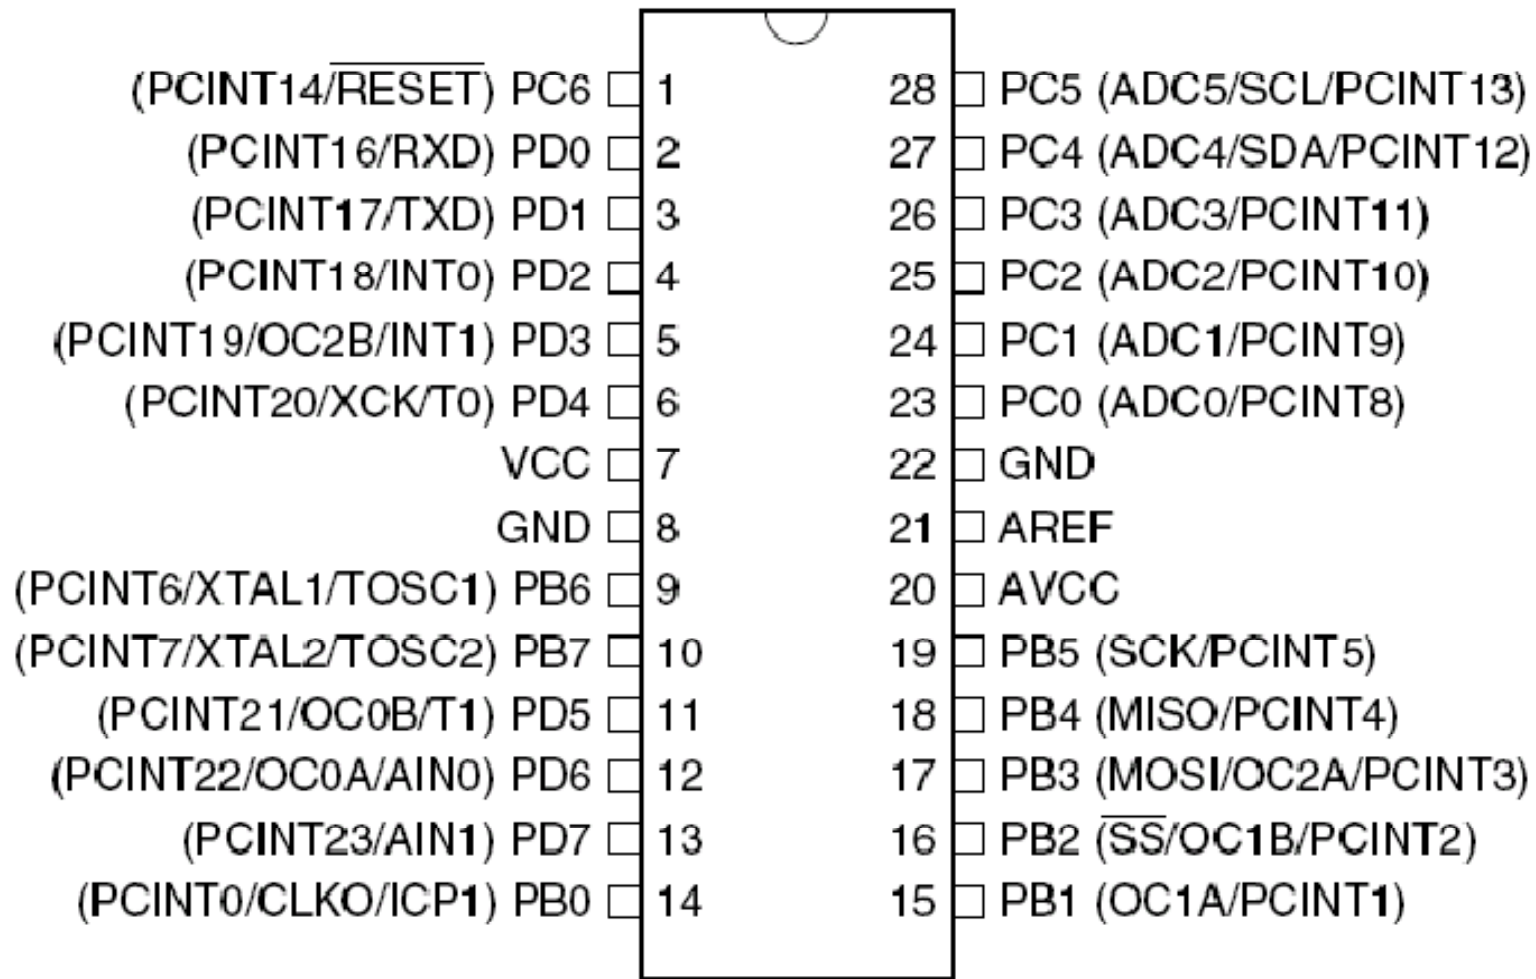 (PCINT14/RESET) PC6 1 28 PC5 (ADC5/SCL/PCINT13)
(PCINT16/RXD) PD0 2 27 PC4 (ADC4/SDA/PCINT12)
(PCINT17/TXD) PD1 3 26 PC3 (ADC3/PCINT11)
(PCINT18/INT0) PD2 4 25 PC2 (ADC2/PCINT10)
(PCINT19/OC2B/INT1) PD3 5 24 PC1 (ADC1/PCINT9)
(PCINT20/XCK/T0) PD4 6 23 PC0 (ADC0/PCINT8)
VCC 7 22 GND
GND 8 21 AREF
(PCINT6/XTAL1/TOSC1) PB6 9 20 AVCC
(PCINT7/XTAL2/TOSC2) PB7 10 19 PB5 (SCK/PCINT5)
(PCINT21/OC0B/T1) PD5 11 18 PB4 (MISO/PCINT4)
(PCINT22/OC0A/AIN0) PD6 12 17 PB3 (MOSI/OC2A/PCINT3)
(PCINT23/AIN1) PD7 13 16 PB2 (SS/OC1B/PCINT2)
(PCINT0/CLKO/ICP1) PB0 14 15 PB1 (OC1A/PCINT1)